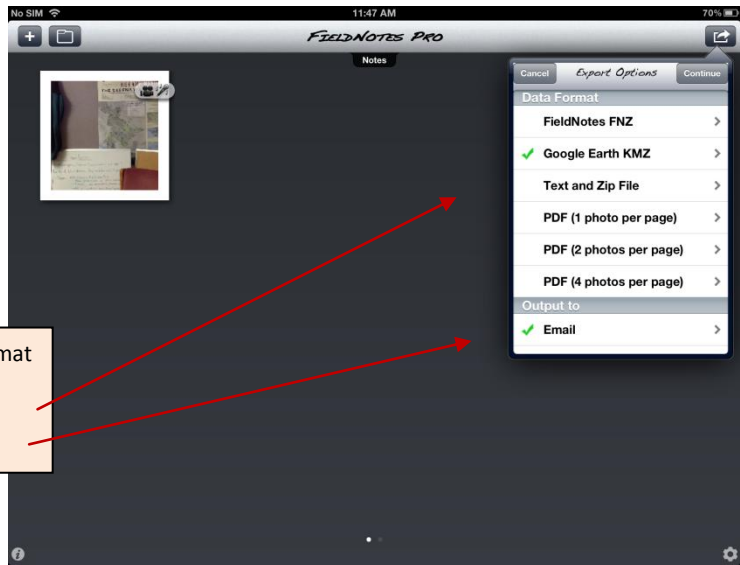 No SIM 11:47 AM 70%
FIELDNOTES PRO
Notes
Cancel Export Options Continue
Data Format
FieldNotes FNZ
Google Earth KMZ
Text and Zip File
PDF (1 photo per page)
PDF (2 photos per page)
PDF (4 photos per page)
Output to
Email
mat